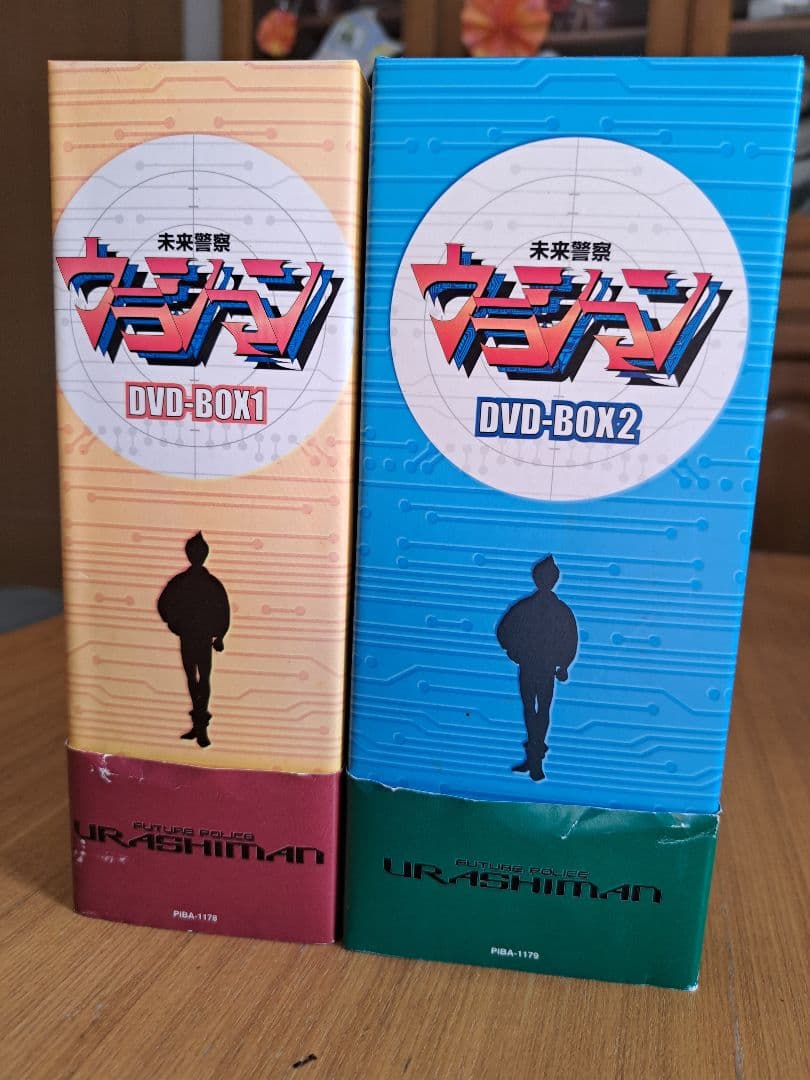 未来警察
ウラシマン
DVD-BOX1
FUTURE POLICE
URASHIMAN
PIBA-1178
未来警察
ウラシマン
DVD-BOX2
FUTURE POLICE
URASHIMAN
PIBA-1179